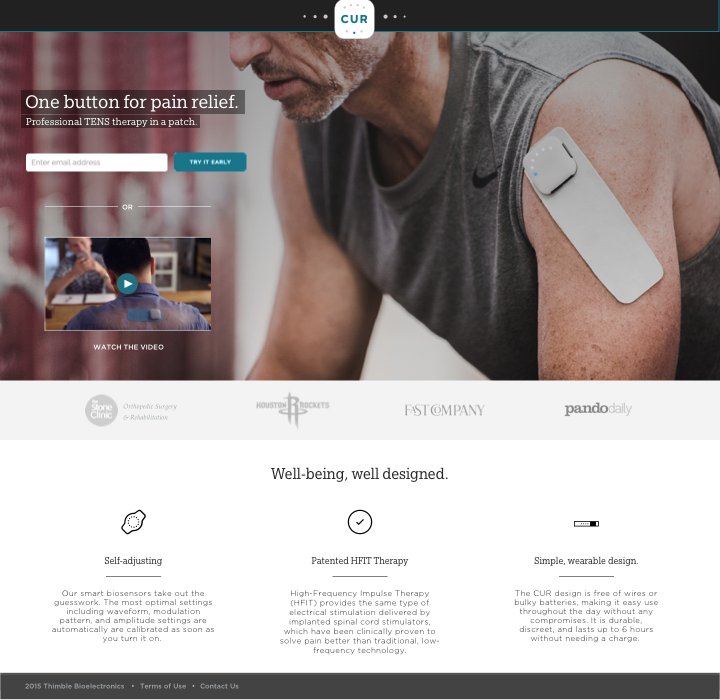 CUR
One button for pain relief.
Professional TENS therapy in a patch.
Enter email address
TRY IT EARLY
OR
WATCH THE VIDEO
The
Stone
Clinic
Orthopedic Surgery
& Rehabilitation
HOUSTON ROCKETS
FAST COMPANY
pandodaily
Well-being, well designed.
Self-adjusting
Our smart biosensors take out the
guesswork. The most optimal settings
including waveform, modulation
pattern, and amplitude settings are
automatically are calibrated as soon as
you turn it on.
Patented HFIT Therapy
High-Frequency Impulse Therapy
(HFIT) provides the same type of
electrical stimulation delivered by
implanted spinal cord stimulators,
which have been clinically proven to
solve pain better than traditional, low-
frequency technology.
Simple, wearable design.
The CUR design is free of wires or
bulky batteries, making it easy use
throughout the day without any
compromises. It is durable,
discreet, and lasts up to 6 hours
without needing a charge.
2015 Thimble Bioelectronics • Terms of Use • Contact Us